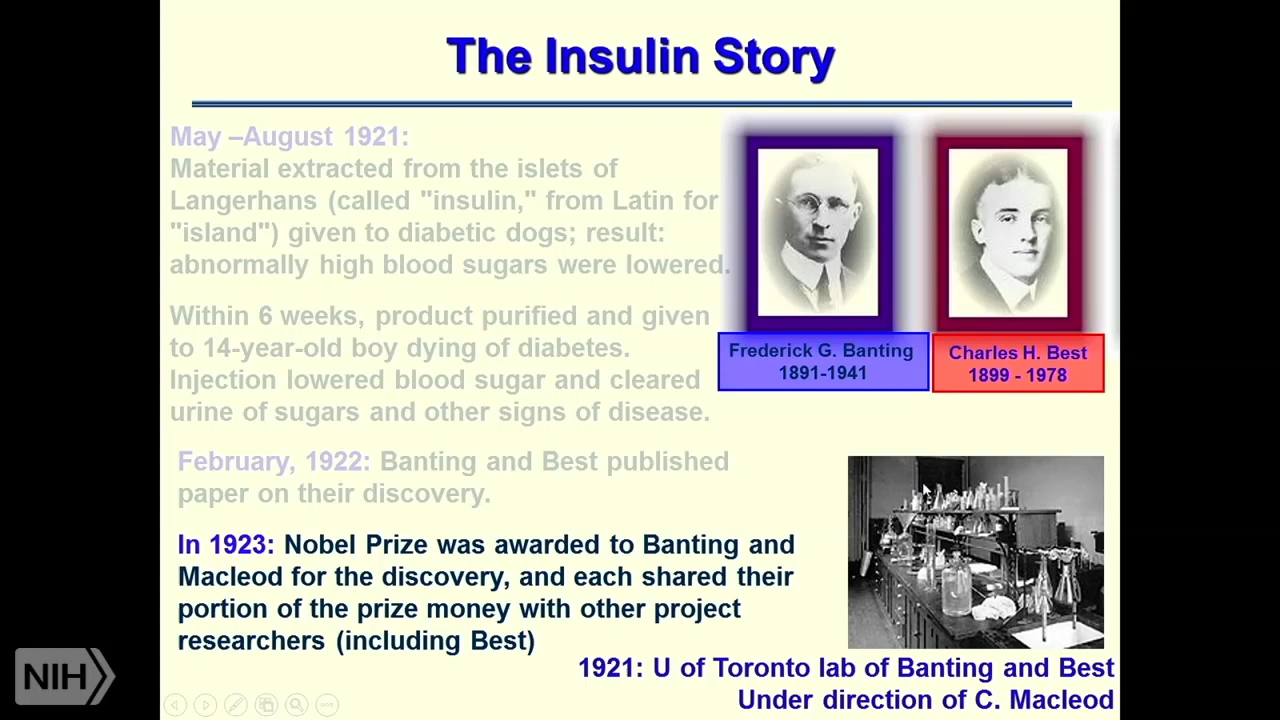 The Insulin Story
May –August 1921:
Material extracted from the islets of
Langerhans (called "insulin," from Latin for
"island") given to diabetic dogs; result:
abnormally high blood sugars were lowered.
Within 6 weeks, product purified and given
to 14-year-old boy dying of diabetes.
Injection lowered blood sugar and cleared
urine of sugars and other signs of disease.
February, 1922: Banting and Best published
paper on their discovery.
In 1923: Nobel Prize was awarded to Banting and
Macleod for the discovery, and each shared their
portion of the prize money with other project
researchers (including Best)
Frederick G. Banting
1891-1941
Charles H. Best
1899 - 1978
1921: U of Toronto lab of Banting and Best
Under direction of C. Macleod
NIH